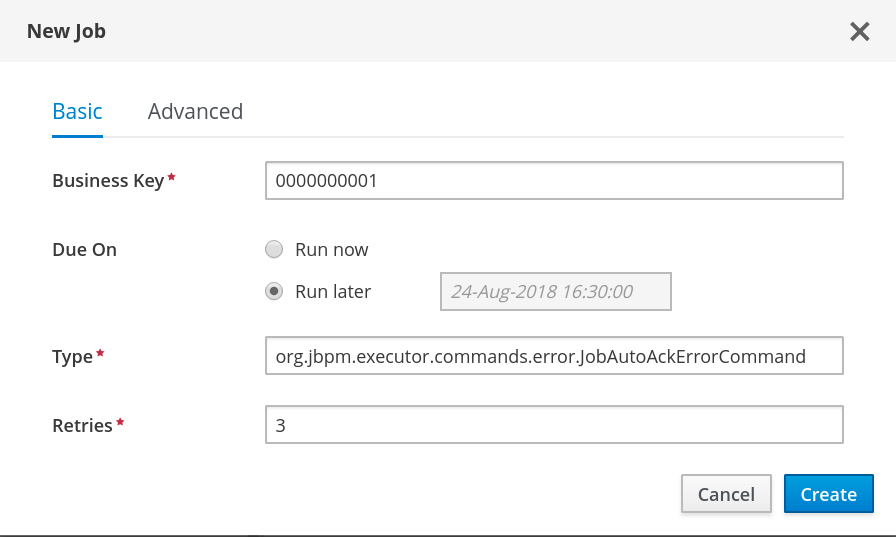 New Job
Basic Advanced
Business Key* 0000000001
Due On Run now
Run later 24-Aug-2018 16:30:00
Type* org.jbpm.executor.commands.error.JobAutoAckErrorCommand
Retries* 3
Cancel Create